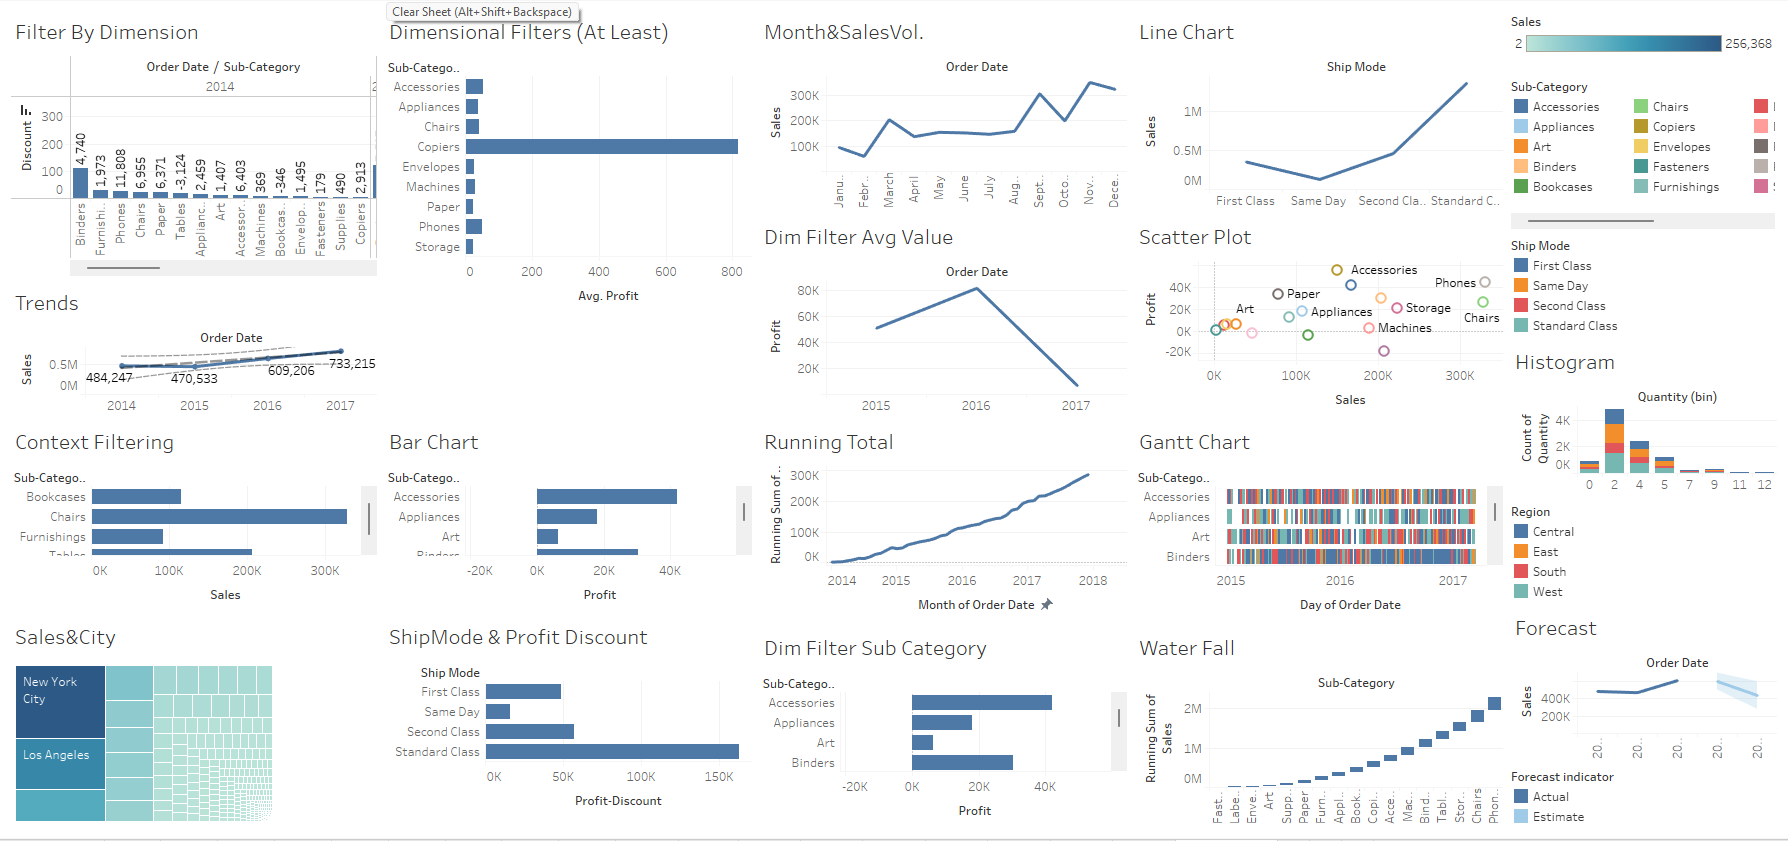 Clear Sheet (Alt+Shift+Backspace)
Filter By Dimension
Order Date / Sub-Category
2014
Discount
300
200
100
0
4,740
1,973
11,808
6,955
6,371
-3,124
2,459
1,407
6,403
369
-346
1,495
179
490
2,913
Binders
Furnishi..
Phones
Chairs
Paper
Tables
Applianc..
Art
Accessor..
Machines
Bookcas..
Envelop..
Fasteners
Supplies
Copiers
Dimensional Filters (At Least)
Sub-Catego..
Accessories
Appliances
Chairs
Copiers
Envelopes
Machines
Paper
Phones
Storage
0 200 400 600 800
Avg. Profit
Month&SalesVol.
Order Date
Sales
300K
200K
100K
Janu..
Febr..
March
April
May
June
July
Aug..
Sept..
Octo..
Nov..
Dece..
Line Chart
Ship Mode
Sales
1M
0.5M
0M
First Class Same Day Second Cla.. Standard C..
Sales
2 256,368
Sub-Category
Accessories Chairs
Appliances Copiers
Art Envelopes
Binders Fasteners
Bookcases Furnishings
Ship Mode
First Class
Same Day
Second Class
Standard Class
Trends
Order Date
Sales
0.5M
0M
484,247
470,533
609,206
733,215
2014 2015 2016 2017
Dim Filter Avg Value
Order Date
Profit
80K
60K
40K
20K
2015 2016 2017
Scatter Plot
Profit
40K
20K
0K
-20K
Accessories
Phones
Paper
Art
Appliances
Storage
Chairs
Machines
0K 100K 200K 300K
Sales
Histogram
Quantity (bin)
Count of
Quantity
4K
2K
0K
0 2 4 5 7 9 11 12
Region
Central
East
South
West
Context Filtering
Sub-Catego..
Bookcases
Chairs
Furnishings
Tables
0K 100K 200K 300K
Sales
Bar Chart
Sub-Catego..
Accessories
Appliances
Art
Binders
-20K 0K 20K 40K
Profit
Running Total
Running Sum of ..
300K
200K
100K
0K
2014 2015 2016 2017 2018
Month of Order Date
Gantt Chart
Sub-Catego..
Accessories
Appliances
Art
Binders
2015 2016 2017
Day of Order Date
Sales&City
New York
City
Los Angeles
ShipMode & Profit Discount
Ship Mode
First Class
Same Day
Second Class
Standard Class
0K 50K 100K 150K
Profit-Discount
Dim Filter Sub Category
Sub-Catego..
Accessories
Appliances
Art
Binders
-20K 0K 20K 40K
Profit
Water Fall
Sub-Category
Running Sum of
Sales
2M
1M
0M
Fast..
Labe..
Enve..
Art
Supp..
Paper
Furn..
Appl..
Book..
Copi..
Acce..
Mac..
Bind..
Tabl..
Stor..
Chairs
Phon..
Forecast
Order Date
Sales
400K
200K
20.. 20.. 20.. 20.. 20..
Forecast indicator
Actual
Estimate